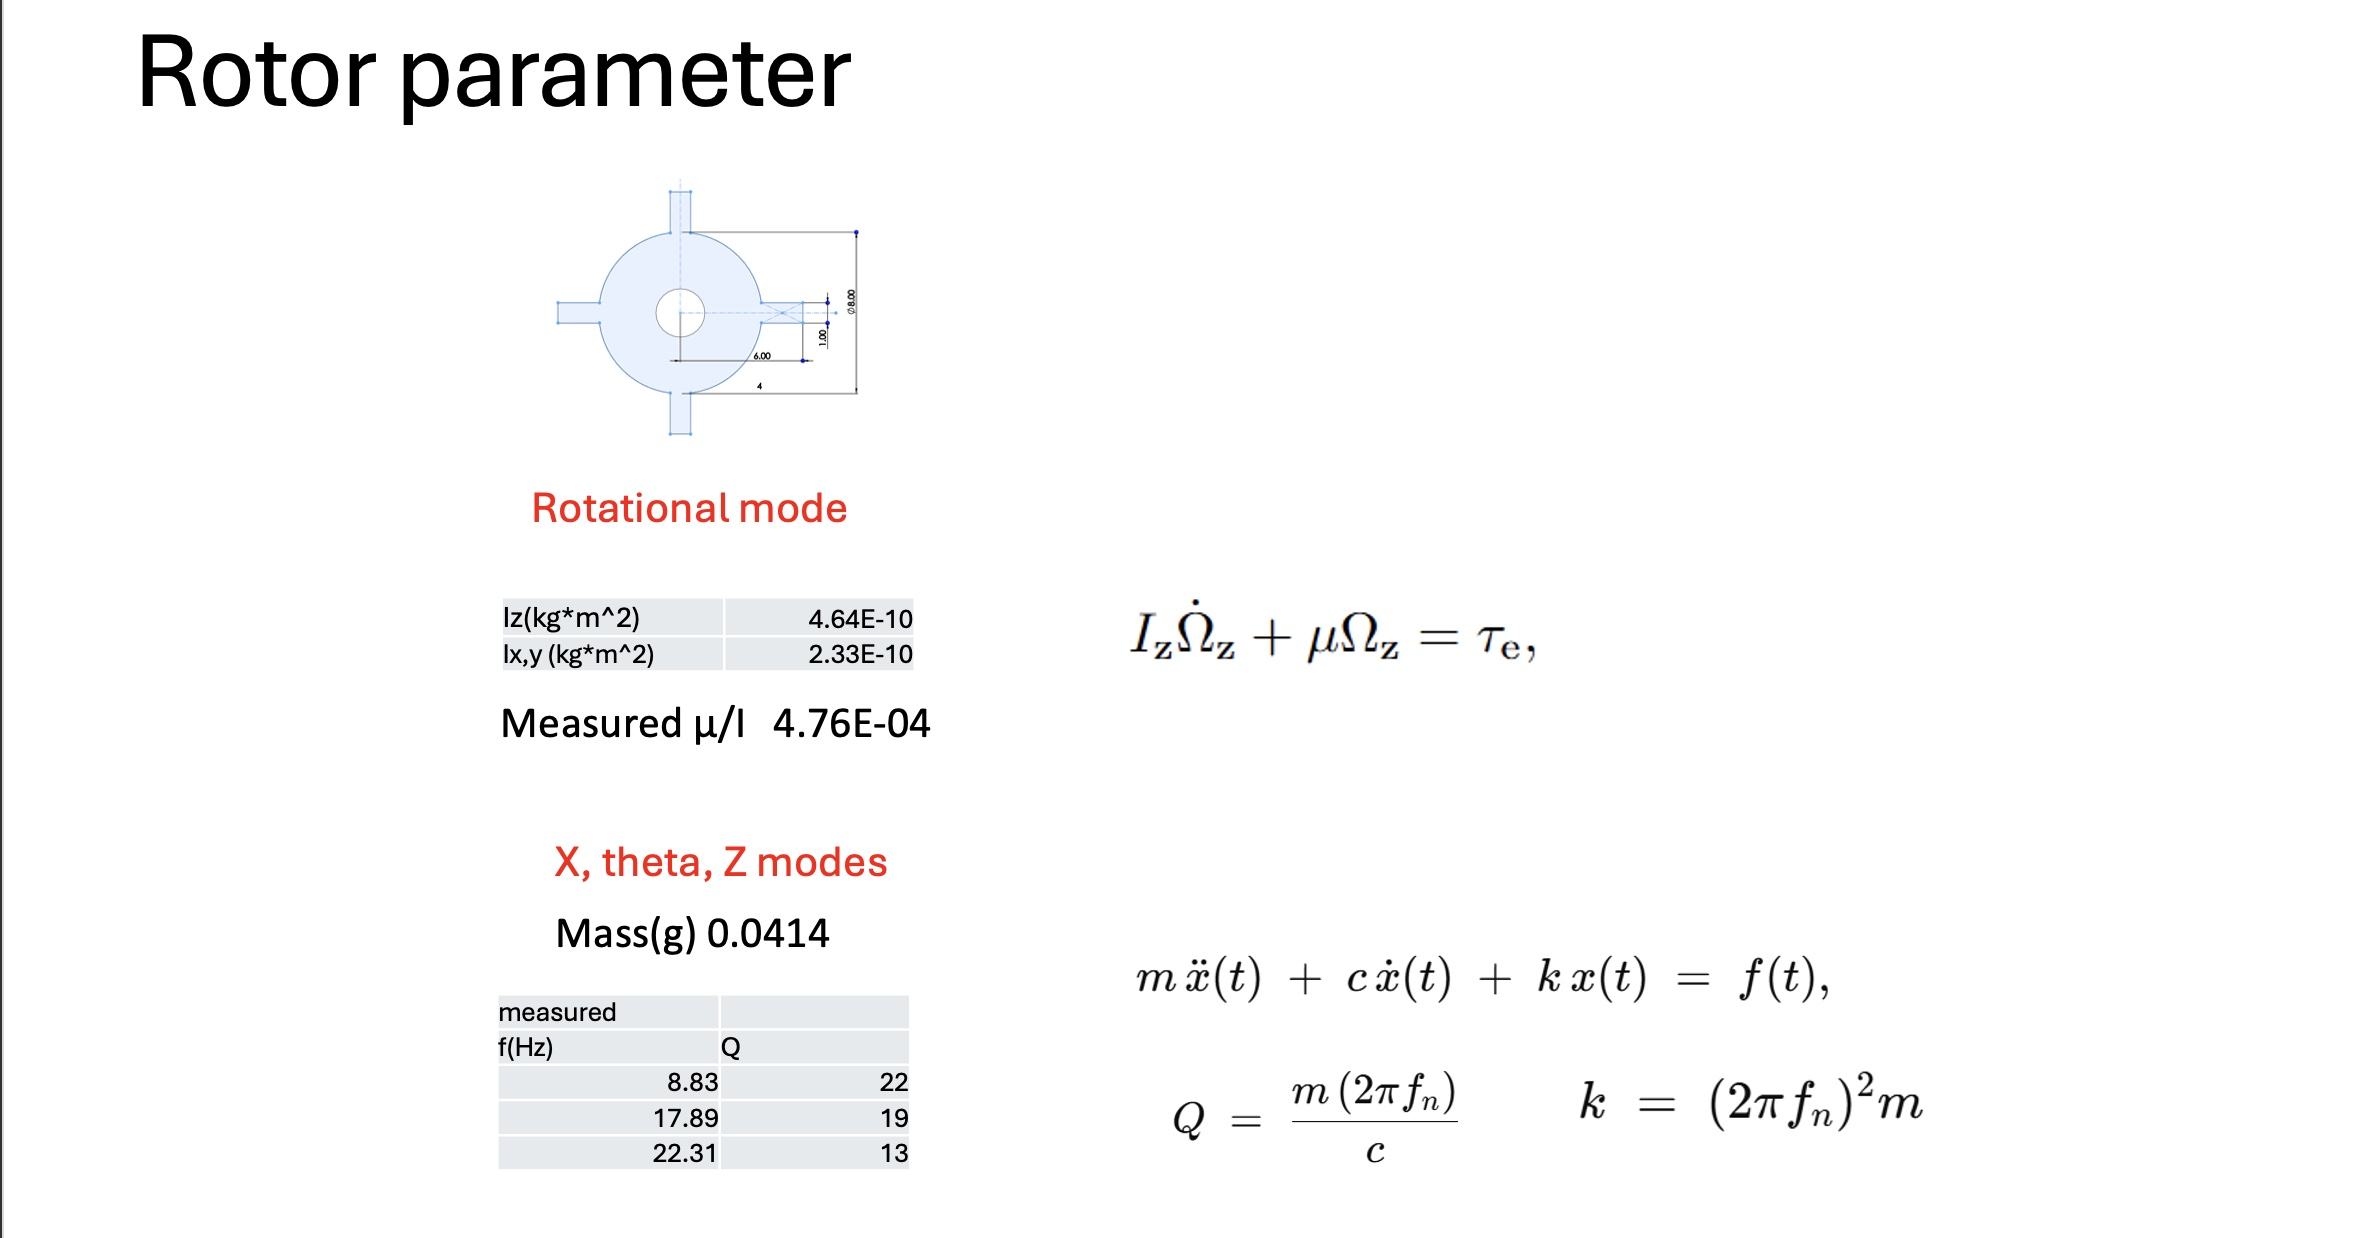 Rotor parameter
∅8.00
1.00
6.00
4
Rotational mode
Iz(kg*m^2) 4.64E-10
Ix,y (kg*m^2) 2.33E-10
I_z Ω̇_z + μΩ_z = τ_e,
Measured μ/I 4.76E-04
X, theta, Z modes
Mass(g) 0.0414
m ẍ(t) + c ẋ(t) + k x(t) = f(t),
measured
f(Hz) Q
8.83 22
17.89 19
22.31 13
Q = m (2π f_n) / c
k = (2π f_n)² m